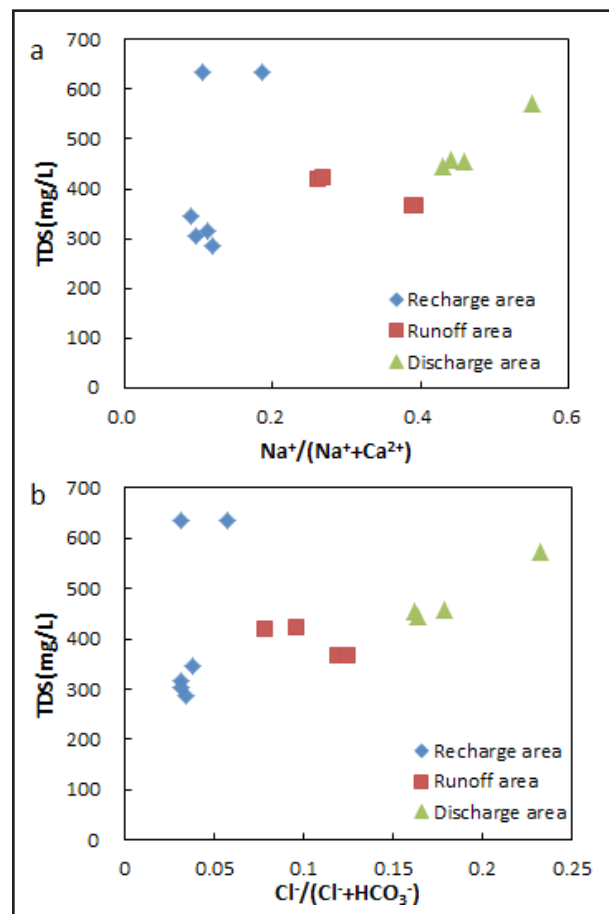 a
700
600
500
400
300
200
100
0
TDS(mg/L)
0.0 0.2 0.4 0.6
Na⁺/(Na⁺+Ca²⁺)
Recharge area
Runoff area
Discharge area
b
700
600
500
400
300
200
100
0
TDS(mg/L)
0 0.05 0.1 0.15 0.2 0.25
Cl⁻/(Cl⁻+HCO₃⁻)
Recharge area
Runoff area
Discharge area